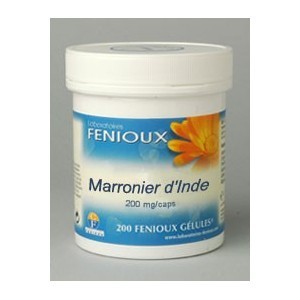 Laboratoires
FENIOUX
Marronier d'Inde
200 mg/caps
200 FENIOUX GÉLULES